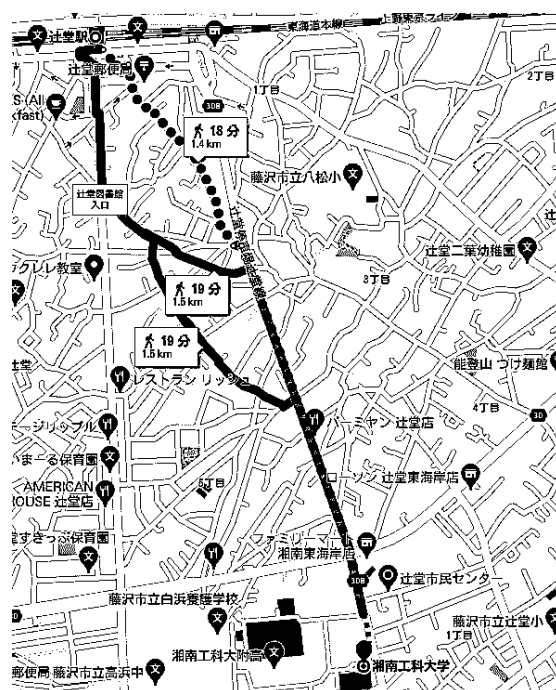 辻堂駅
東海道本線
上野東京ライン
辻堂郵便局
308
1丁目
2丁目
18 分
1.4 km
藤沢市立八松小
辻堂図書館
入口
辻堂二葉幼稚園
クレレ教室
3丁目
19 分
1.5 km
19 分
1.5 km
辻堂
能登山 つけ麺館
レストラン リッシュ
4丁目
30
バーミヤン 辻堂店
ージリップル
いまーる保育園
ローソン 辻堂東海岸店
AMERICAN
HOUSE 辻堂店
堂すきっぷ保育園
ファミリーマート
湘南東海岸店
308
辻堂市民センター
藤沢市立白浜養護学校
藤沢市立辻堂小
1丁目
湘南工科大附高
湘南工科大学
郵便局
藤沢市立高浜中